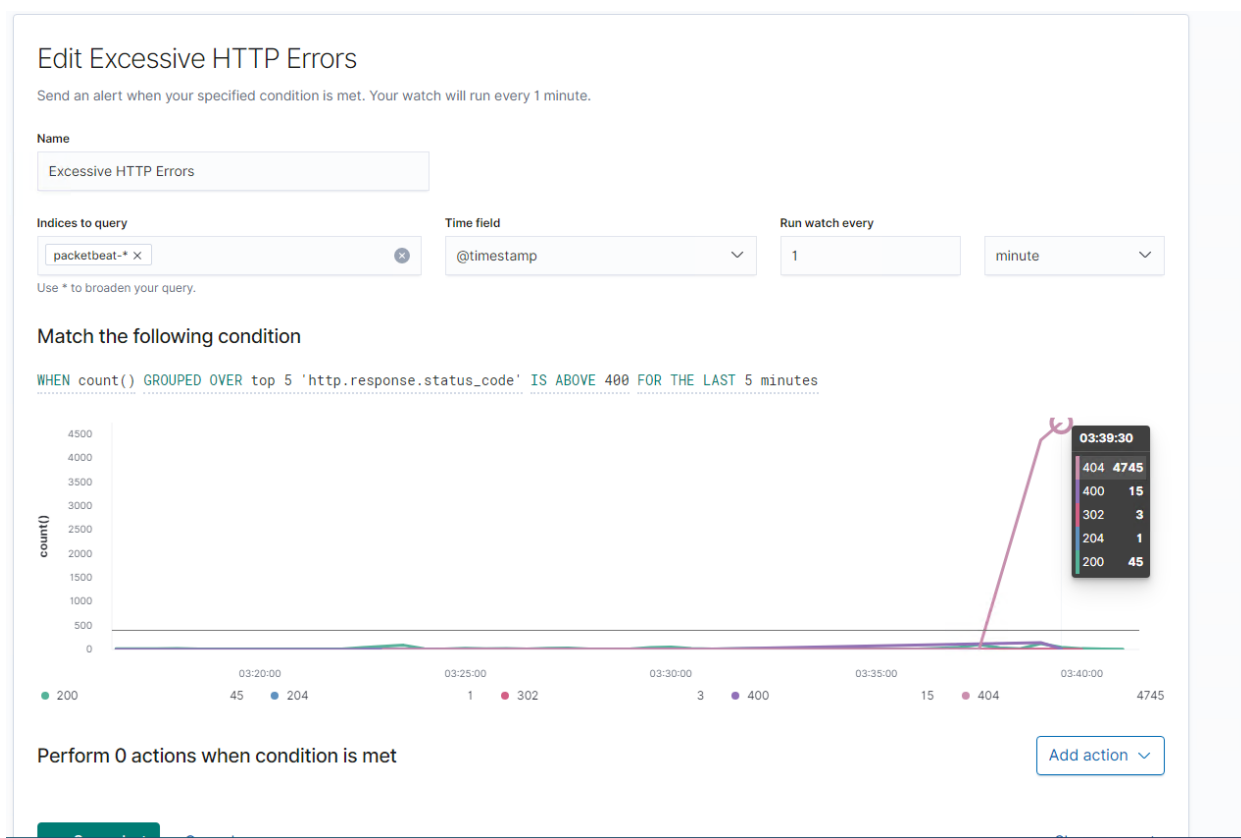 Edit Excessive HTTP Errors
Send an alert when your specified condition is met. Your watch will run every 1 minute.
Name
Excessive HTTP Errors
Indices to query Time field Run watch every
packetbeat-* × @timestamp 1 minute
Use * to broaden your query.
Match the following condition
WHEN count() GROUPED OVER top 5 'http.response.status_code' IS ABOVE 400 FOR THE LAST 5 minutes
4500
4000
3500
3000
2500
2000
1500
1000
500
0
count()
03:39:30
404 4745
400 15
302 3
204 1
200 45
03:20:00 03:25:00 03:30:00 03:35:00 03:40:00
200 45 204 1 302 3 400 15 404 4745
Perform 0 actions when condition is met Add action